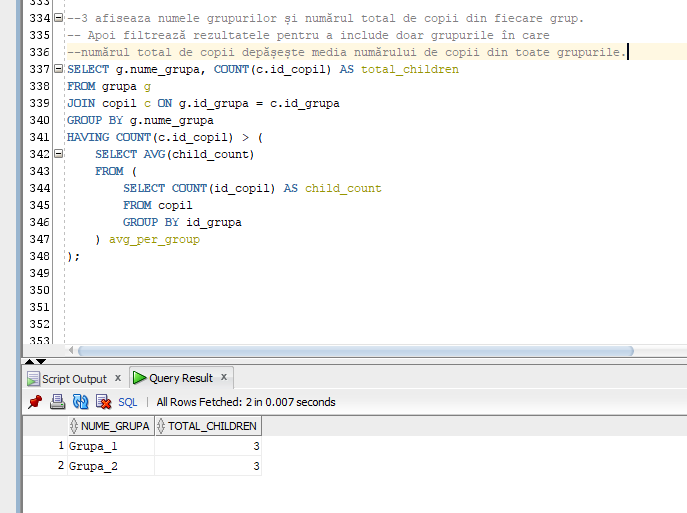 333
334 --3 afiseaza numele grupurilor și numărul total de copii din fiecare grup.
335 -- Apoi filtrează rezultatele pentru a include doar grupurile în care
336 --numărul total de copii depășește media numărului de copii din toate grupurile.
337 SELECT g.nume_grupa, COUNT(c.id_copil) AS total_children
338 FROM grupa g
339 JOIN copil c ON g.id_grupa = c.id_grupa
340 GROUP BY g.nume_grupa
341 HAVING COUNT(c.id_copil) > (
342 SELECT AVG(child_count)
343 FROM (
344 SELECT COUNT(id_copil) AS child_count
345 FROM copil
346 GROUP BY id_grupa
347 ) avg_per_group
348 );
349
350
351
352
353
Script Output x Query Result x
SQL | All Rows Fetched: 2 in 0.007 seconds
NUME_GRUPA TOTAL_CHILDREN
1 Grupa_1 3
2 Grupa_2 3